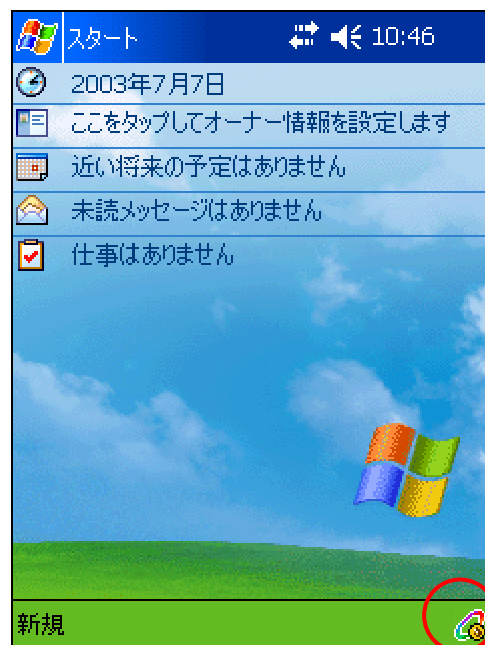 スタート 10:46
2003年7月7日
ここをタップしてオーナー情報を設定します
近い将来の予定はありません
未読メッセージはありません
仕事はありません
新規